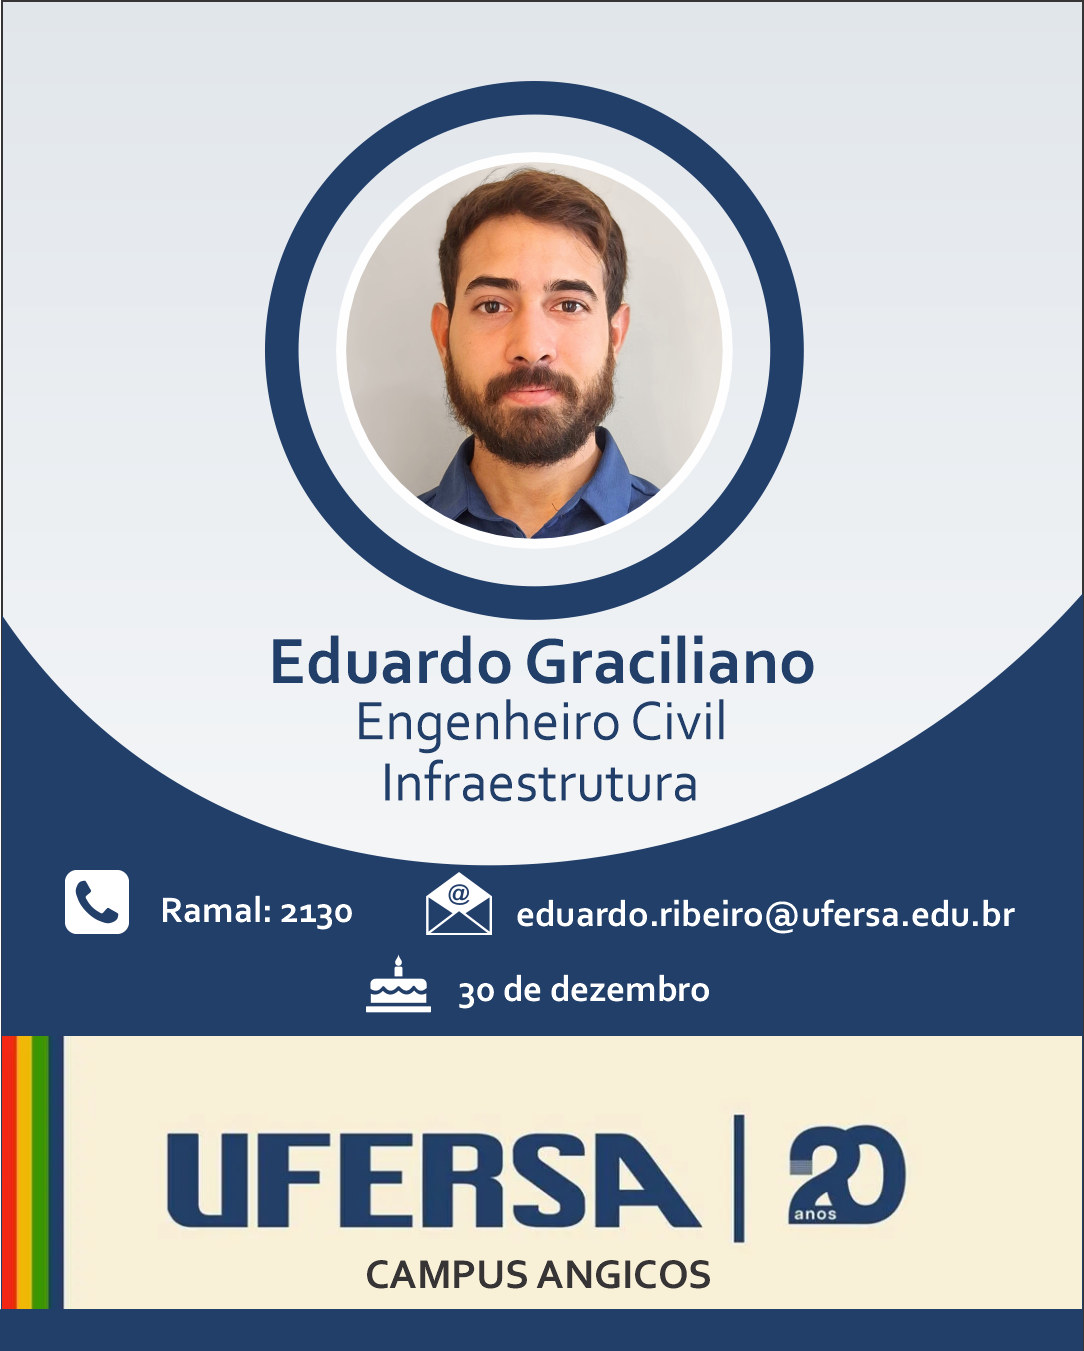 Eduardo Graciliano
Engenheiro Civil
Infraestrutura
Ramal: 2130
@
eduardo.ribeiro@ufersa.edu.br
30 de dezembro
UFERSA | 20
anos
CAMPUS ANGICOS